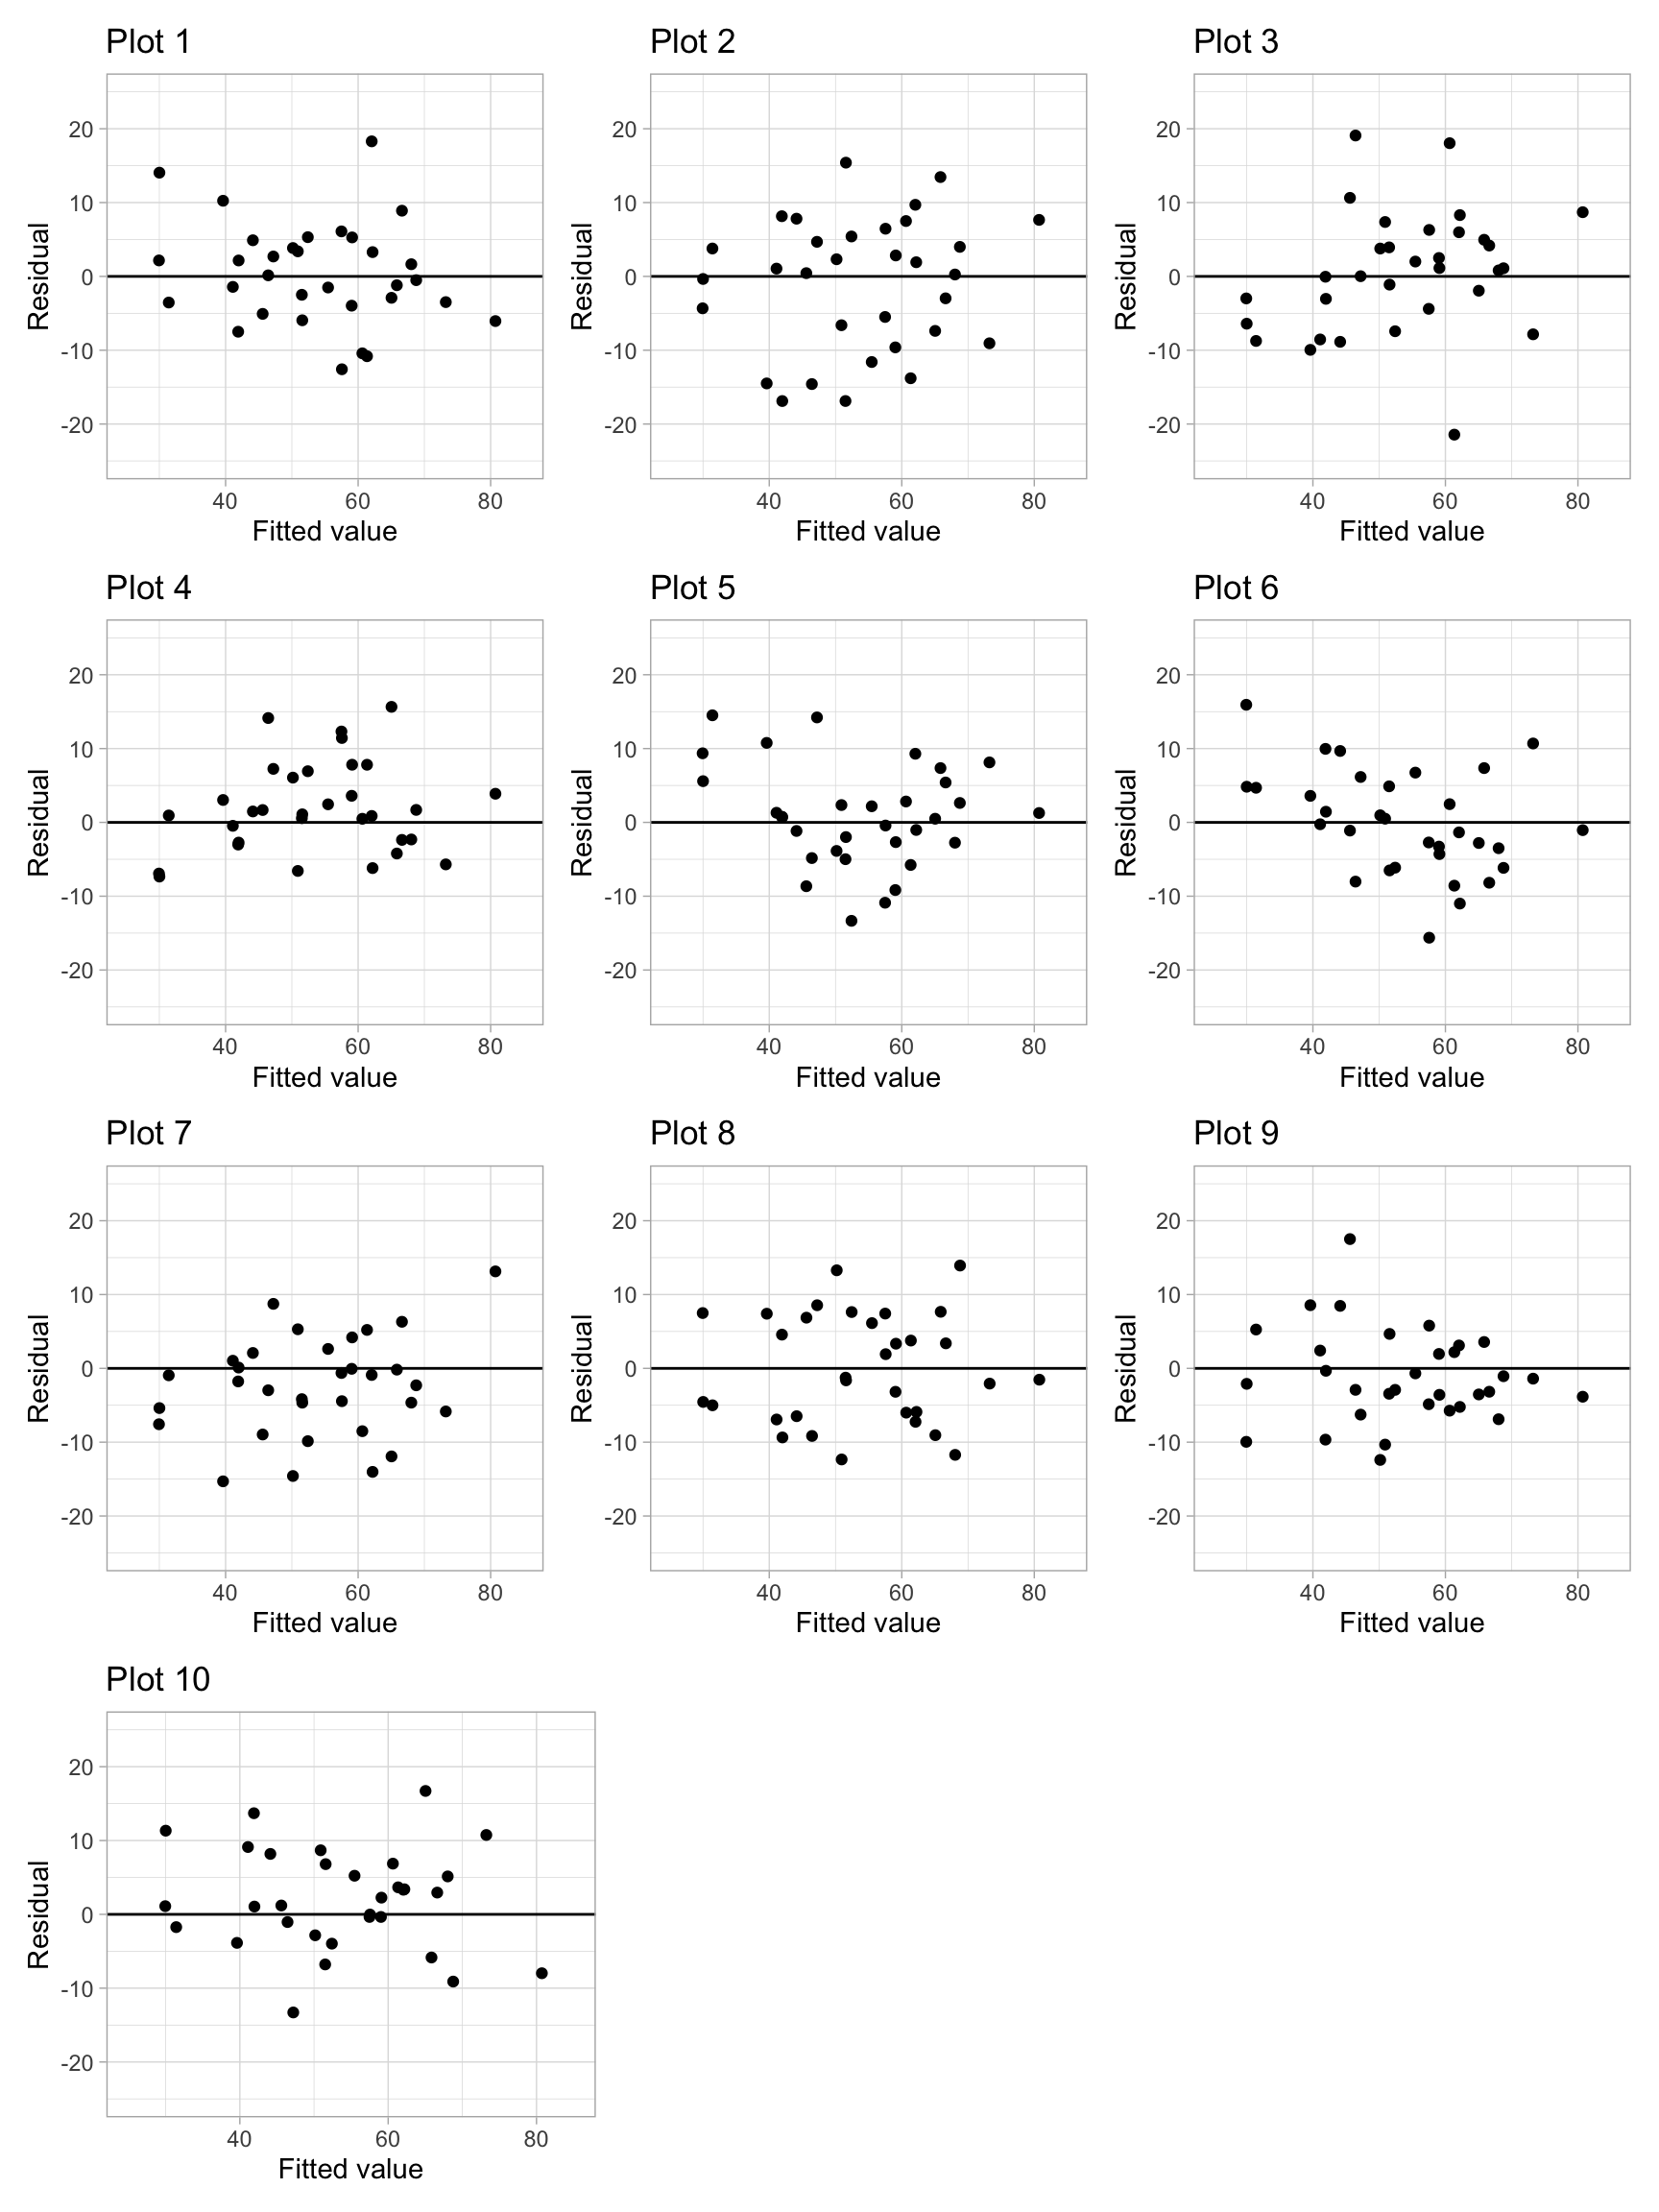 Plot 1 Plot 2 Plot 3
20 20 20
10 10 10
0 0 0
-10 -10 -10
-20 -20 -20
Residual Residual Residual
40 60 80 40 60 80 40 60 80
Fitted value Fitted value Fitted value
Plot 4 Plot 5 Plot 6
20 20 20
10 10 10
0 0 0
-10 -10 -10
-20 -20 -20
Residual Residual Residual
40 60 80 40 60 80 40 60 80
Fitted value Fitted value Fitted value
Plot 7 Plot 8 Plot 9
20 20 20
10 10 10
0 0 0
-10 -10 -10
-20 -20 -20
Residual Residual Residual
40 60 80 40 60 80 40 60 80
Fitted value Fitted value Fitted value
Plot 10
20
10
0
-10
-20
Residual
40 60 80
Fitted value